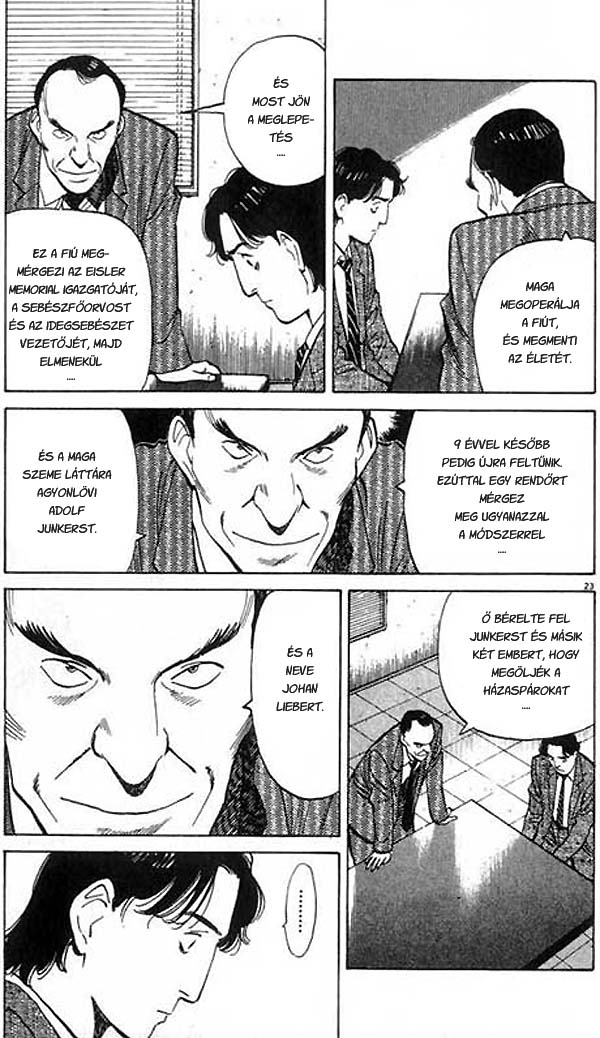 MAGA
MEGOPERÁLJA
A FIÚT,
ÉS MEGMENTI
AZ ÉLETÉT.
ÉS
MOST JÖN
A MEGLEPE-
TÉS
....
EZ A FIÚ MEG-
MÉRGEZI AZ EISLER
MEMORIAL IGAZGATÓJÁT,
A SEBÉSZFŐORVOST
ÉS AZ IDEGSEBÉSZET
VEZETŐJÉT, MAJD
ELMENEKÜL
....
9 ÉVVEL KÉSŐBB
PEDIG ÚJRA FELTŰNIK.
EZÚTTAL EGY RENDŐRT
MÉRGEZ
MEG UGYANAZZAL
A MÓDSZERREL
....
ÉS A MAGA
SZEME LÁTTÁRA
AGYONLÖVI
ADOLF
JUNKERST.
23
Ő BÉRELTE FEL
JUNKERST ÉS MÁSIK
KÉT EMBERT, HOGY
MEGÖLJÉK A
HÁZASPÁROKAT
....
ÉS A
NEVE
JOHAN
LIEBERT.
........